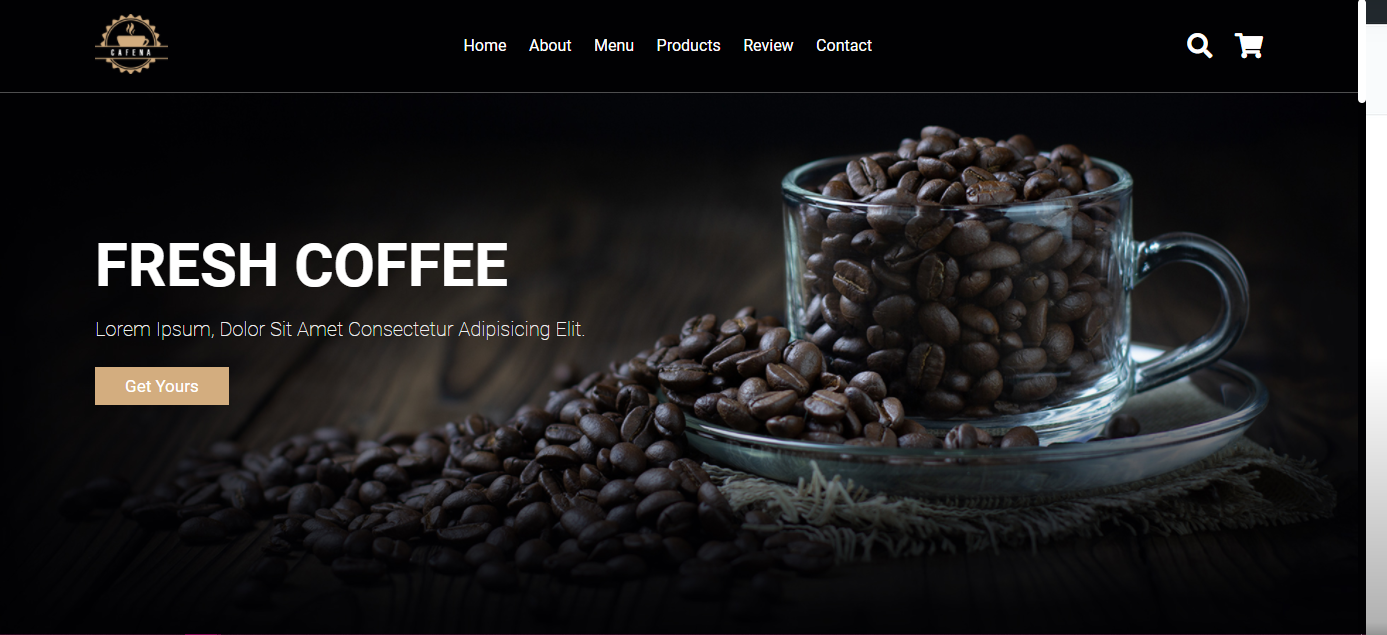 CAFENA
Home About Menu Products Review Contact
FRESH COFFEE
Lorem Ipsum, Dolor Sit Amet Consectetur Adipisicing Elit.
Get Yours